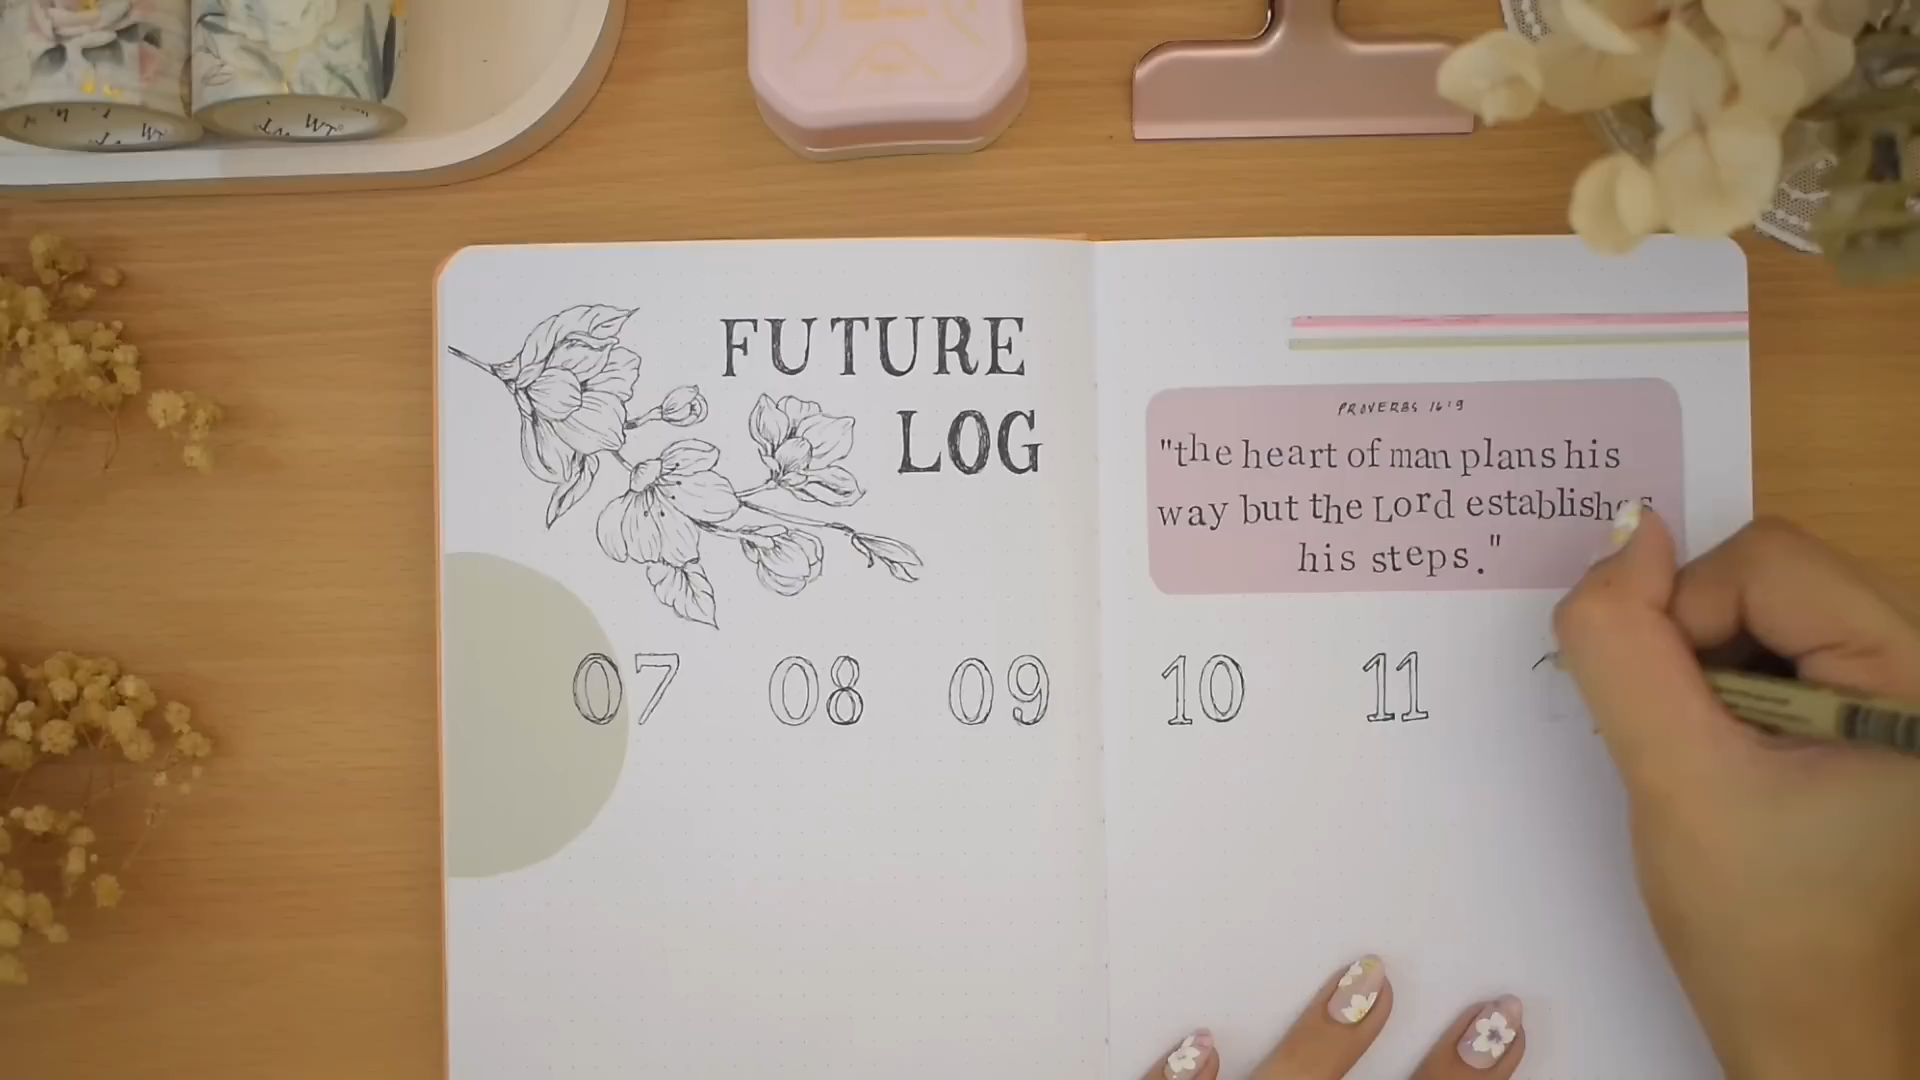 FUTURE
LOG
PROVERBS 16:9
"the heart of man plans his
way but the Lord establishes
his steps."
07 08 09 10 11